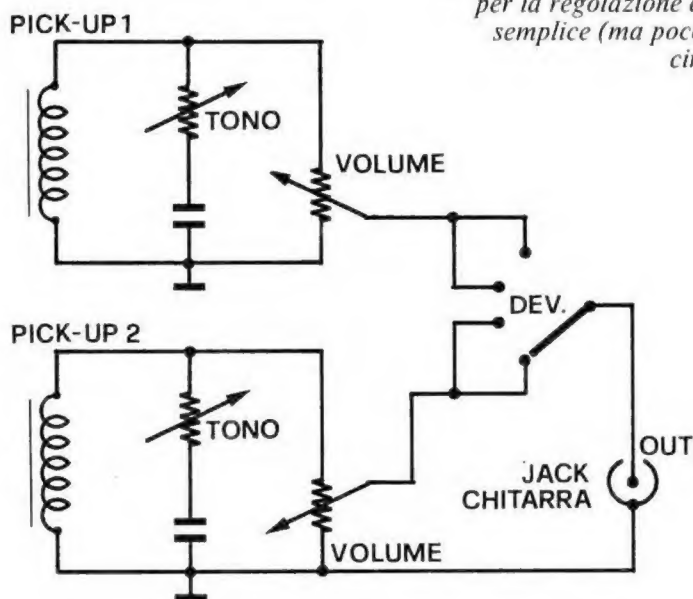 per la regolazione
semplice (ma poco
PICK-UP 1
TONO
VOLUME
DEV.
PICK-UP 2
TONO
VOLUME
JACK
CHITARRA
OUT